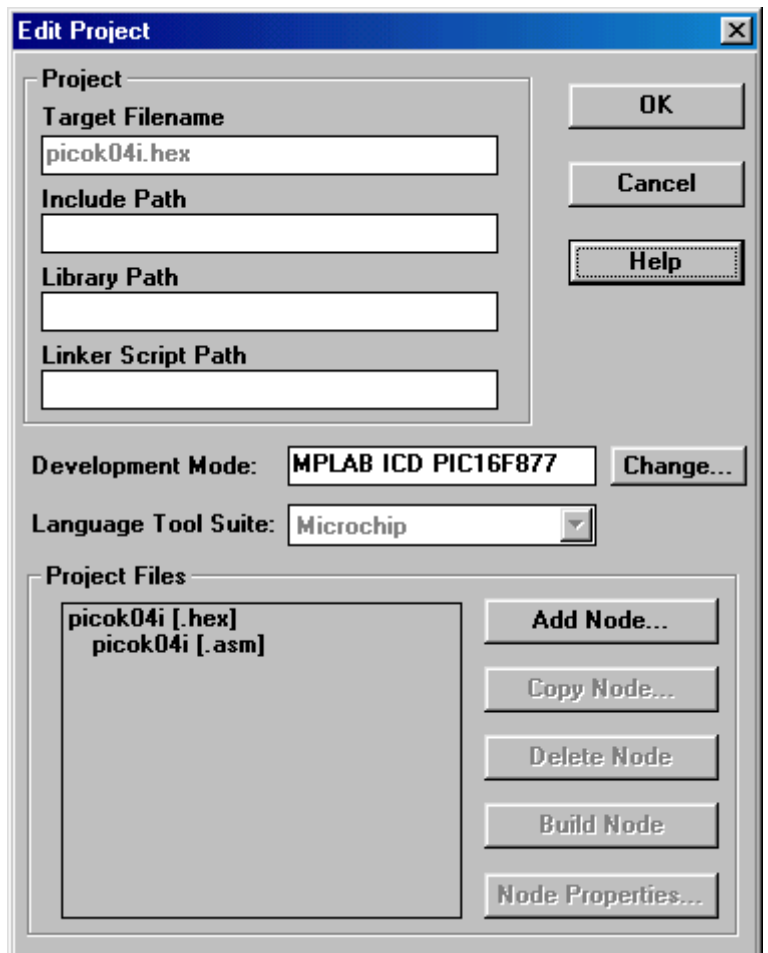 Edit Project
Project
Target Filename
picok04i.hex
Include Path
Library Path
Linker Script Path
OK
Cancel
Help
Development Mode: MPLAB ICD PIC16F877 Change...
Language Tool Suite: Microchip
Project Files
picok04i [.hex]
picok04i [.asm]
Add Node...
Copy Node...
Delete Node
Build Node
Node Properties...